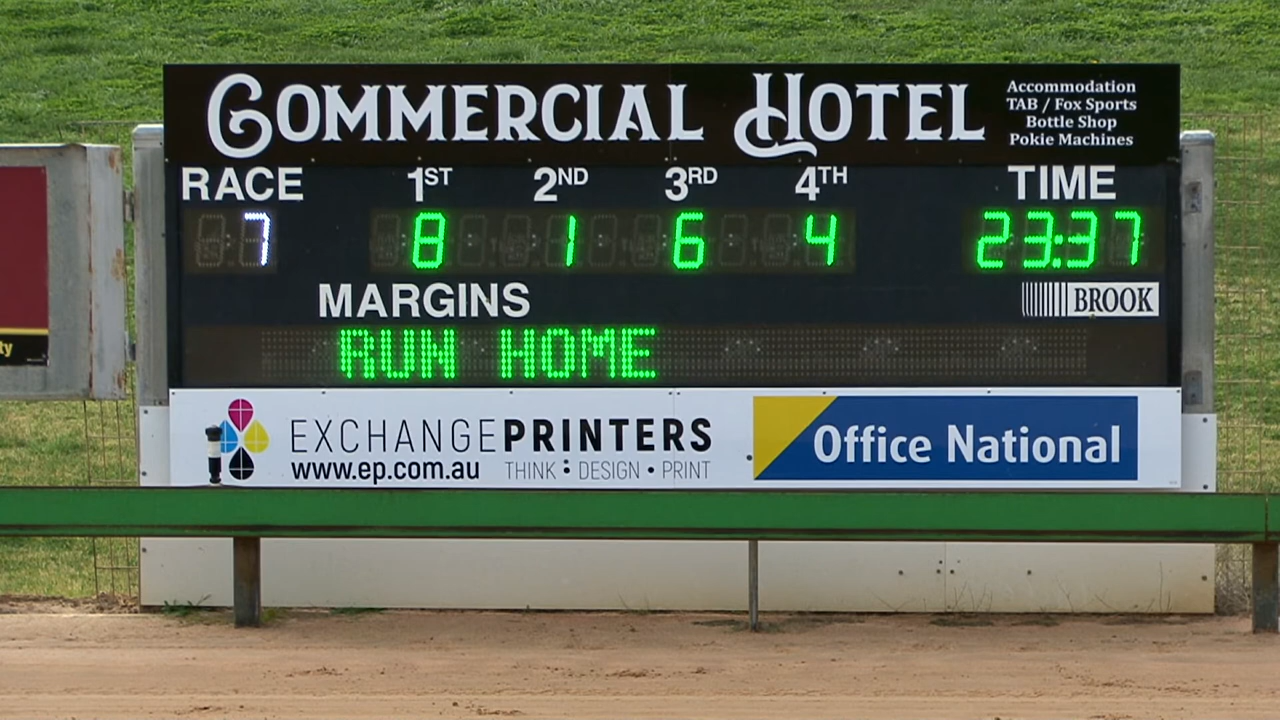 COMMERCIAL HOTEL
Accommodation
TAB / Fox Sports
Bottle Shop
Pokie Machines
RACE 1ST 2ND 3RD 4TH TIME
7 8 1 6 4 23:37
MARGINS
BROOK
RUN HOME
ty
EXCHANGEPRINTERS
www.ep.com.au THINK • DESIGN • PRINT
Office National